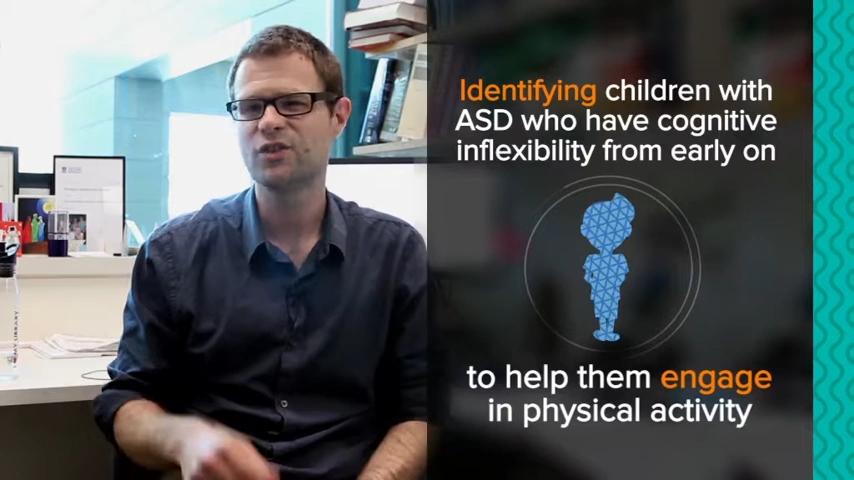 Identifying children with
ASD who have cognitive
inflexibility from early on
to help them engage
in physical activity